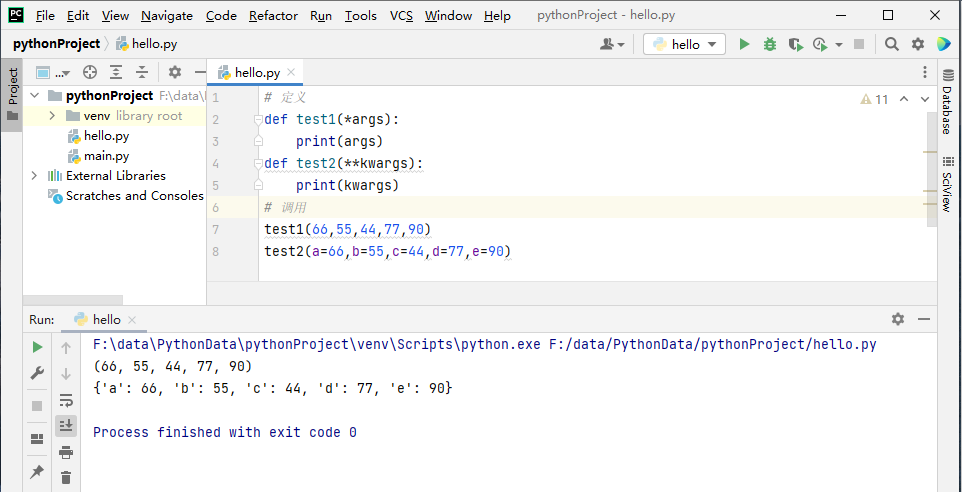 PC File Edit View Navigate Code Refactor Run Tools VCS Window Help pythonProject - hello.py
pythonProject hello.py hello
Project
... hello.py
pythonProject F:\data\
venv library root
hello.py
main.py
External Libraries
Scratches and Consoles
1 # 定义
2 def test1(*args):
3 print(args)
4 def test2(**kwargs):
5 print(kwargs)
6 # 调用
7 test1(66,55,44,77,90)
8 test2(a=66,b=55,c=44,d=77,e=90)
11
Database
SciView
Run: hello
F:\data\PythonData\pythonProject\venv\Scripts\python.exe F:/data/PythonData/pythonProject/hello.py
(66, 55, 44, 77, 90)
{'a': 66, 'b': 55, 'c': 44, 'd': 77, 'e': 90}
Process finished with exit code 0